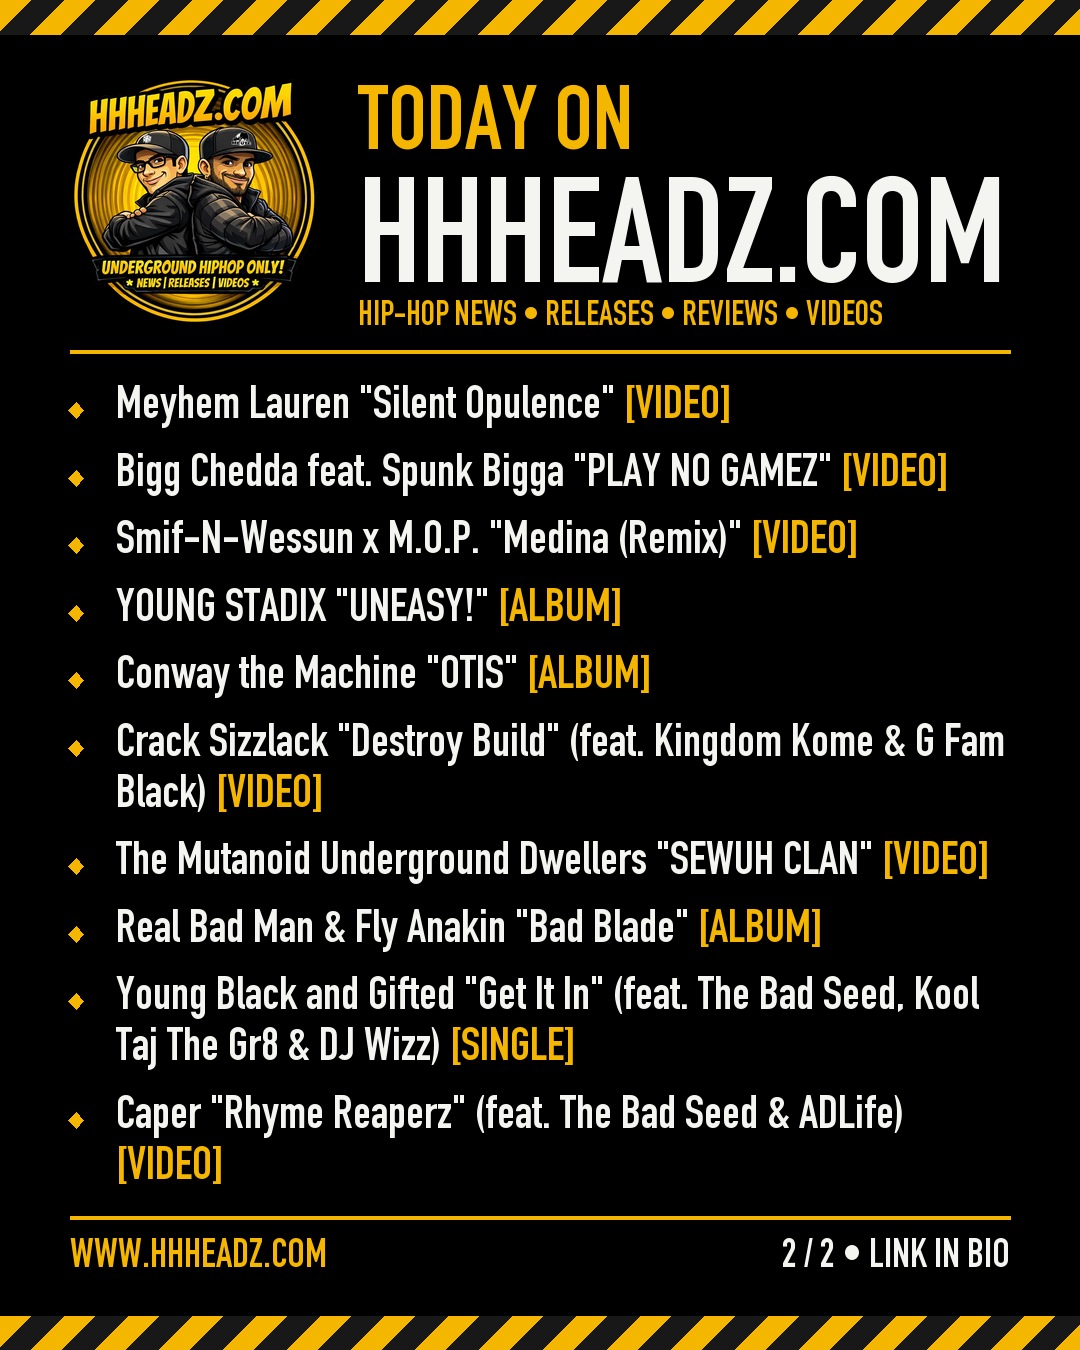 HHHEADZ.COM
UNDERGROUND HIPHOP ONLY!
★ NEWS | RELEASES | VIDEOS ★
TODAY ON
HHHEADZ.COM
HIP-HOP NEWS • RELEASES • REVIEWS • VIDEOS
Meyhem Lauren "Silent Opulence" [VIDEO]
Bigg Chedda feat. Spunk Bigga "PLAY NO GAMEZ" [VIDEO]
Smif-N-Wessun x M.O.P. "Medina (Remix)" [VIDEO]
YOUNG STADIX "UNEASY!" [ALBUM]
Conway the Machine "OTIS" [ALBUM]
Crack Sizzlack "Destroy Build" (feat. Kingdom Kome & G Fam
Black) [VIDEO]
The Mutanoid Underground Dwellers "SEWUH CLAN" [VIDEO]
Real Bad Man & Fly Anakin "Bad Blade" [ALBUM]
Young Black and Gifted "Get It In" (feat. The Bad Seed, Kool
Taj The Gr8 & DJ Wizz) [SINGLE]
Caper "Rhyme Reaperz" (feat. The Bad Seed & ADLife)
[VIDEO]
WWW.HHHEADZ.COM
2 / 2 • LINK IN BIO